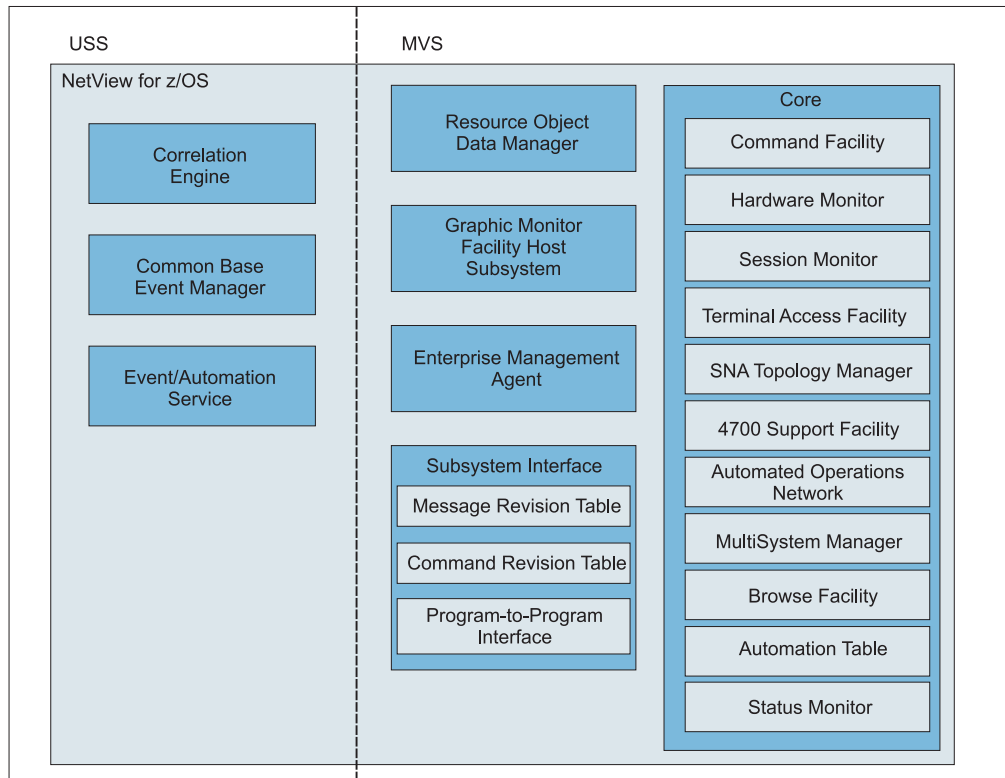 USS
MVS
NetView for z/OS
Correlation
Engine
Common Base
Event Manager
Event/Automation
Service
Resource Object
Data Manager
Graphic Monitor
Facility Host
Subsystem
Enterprise Management
Agent
Subsystem Interface
Message Revision Table
Command Revision Table
Program-to-Program
Interface
Core
Command Facility
Hardware Monitor
Session Monitor
Terminal Access Facility
SNA Topology Manager
4700 Support Facility
Automated Operations
Network
MultiSystem Manager
Browse Facility
Automation Table
Status Monitor